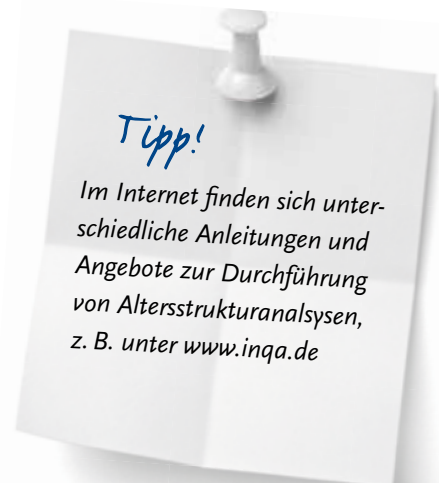 Tipp!
Im Internet finden sich unter-
schiedliche Anleitungen und
Angebote zur Durchführung
von Altersstrukturanalsysen,
z. B. unter www.inqa.de